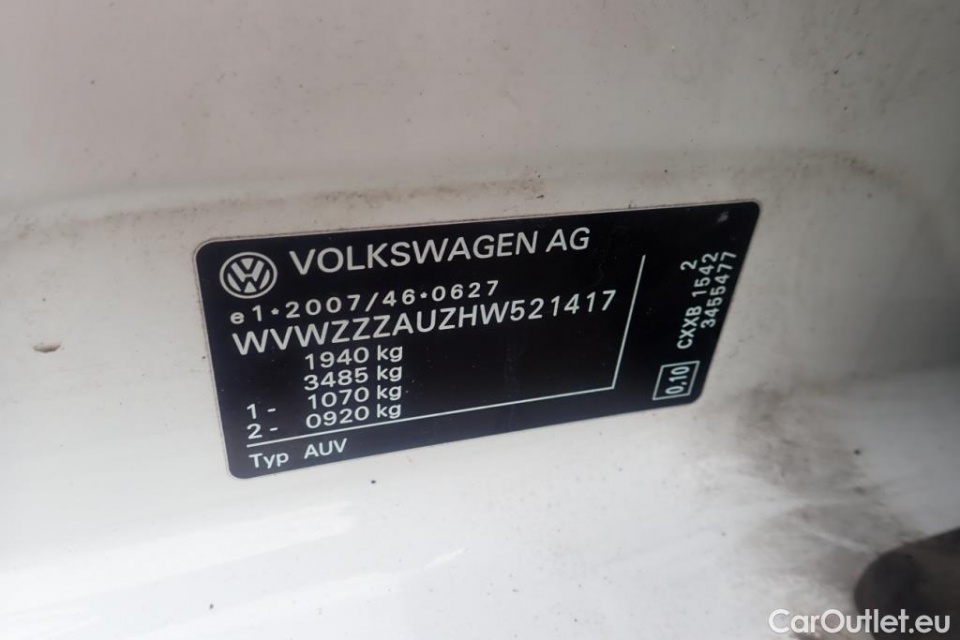 VOLKSWAGEN AG
e1*2007/46*0627
WVWZZZAUZHW521417
1940 kg
3485 kg
1 - 1070 kg
2 - 0920 kg
Typ AUV
2
CXXB 1542
3455477
0,10
CarOutlet.eu